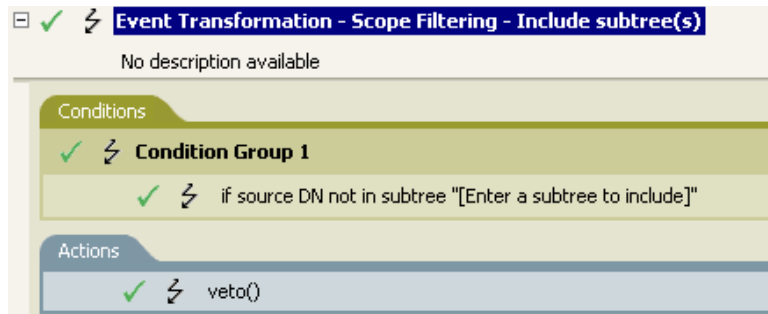 Event Transformation - Scope Filtering - Include subtree(s)
No description available
Conditions
Condition Group 1
if source DN not in subtree "[Enter a subtree to include]"
Actions
veto()